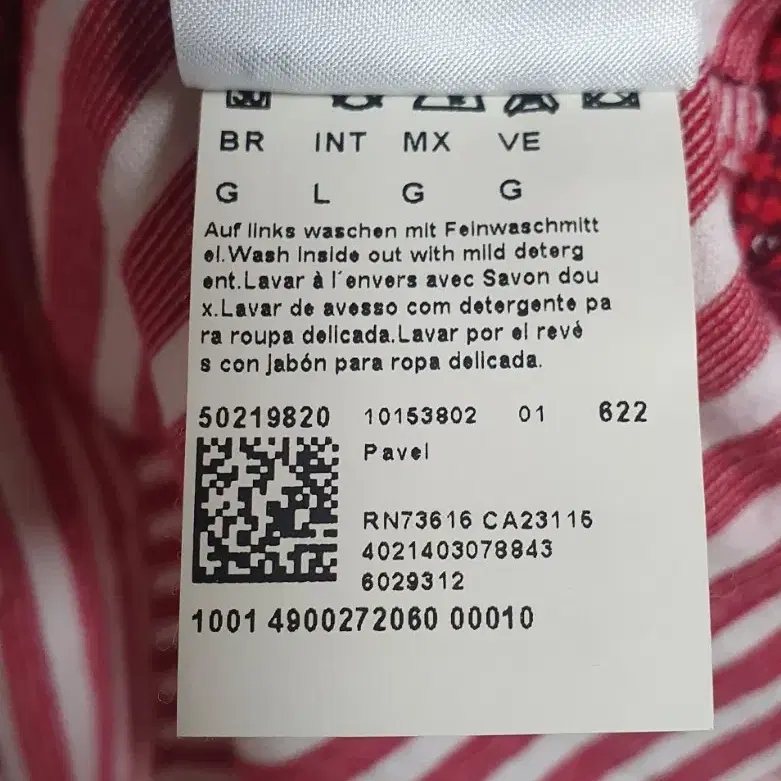 BR INT MX VE
G L G G
Auf links waschen mit Feinwaschmitt
el.Wash inside out with mild deterg
ent.Lavar à l´envers avec Savon dou
x.Lavar de avesso com detergente pa
ra roupa delicada.Lavar por el revé
s con jabón para ropa delicada.
50219820 10153802 01 622
Pavel
RN73616 CA23115
4021403078843
6029312
1001 4900272060 00010